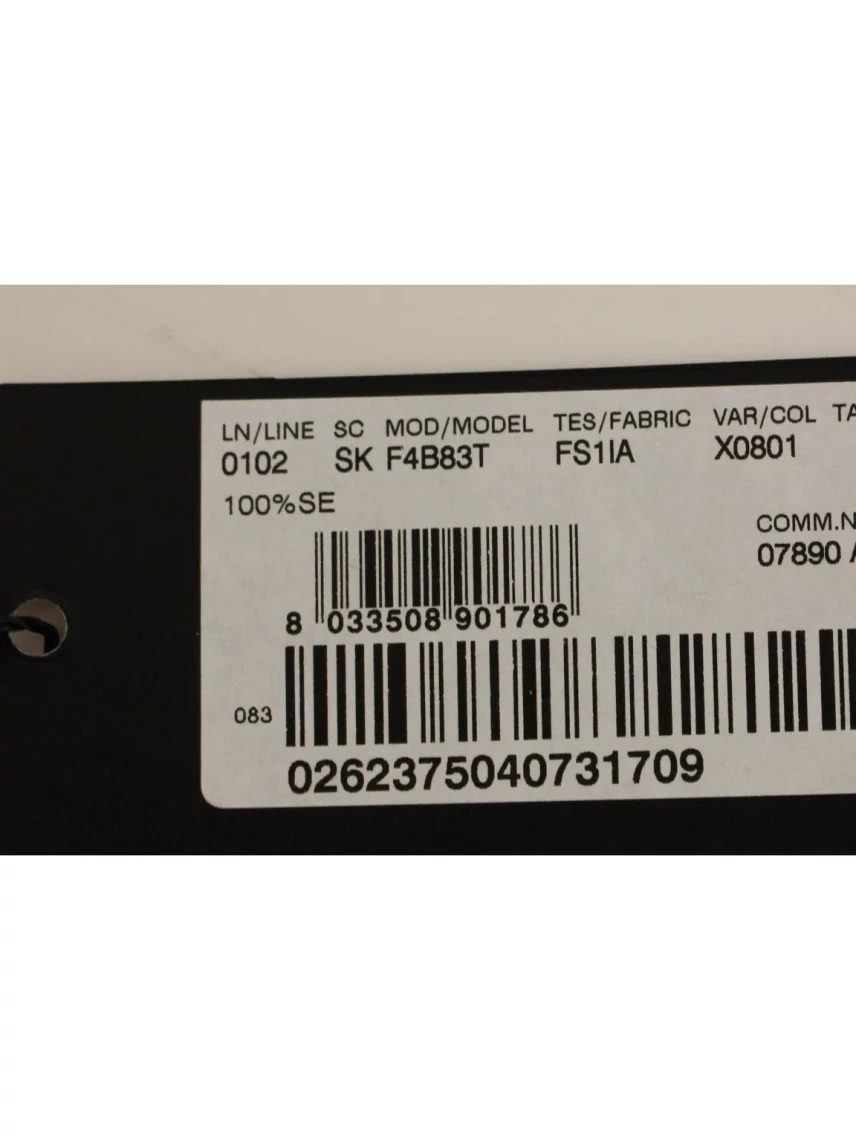 LN/LINE SC MOD/MODEL TES/FABRIC VAR/COL TA
0102 SK F4B83T FS1IA X0801
100%SE
COMM.N
07890 A
8 033508 901786
083
0262375040731709